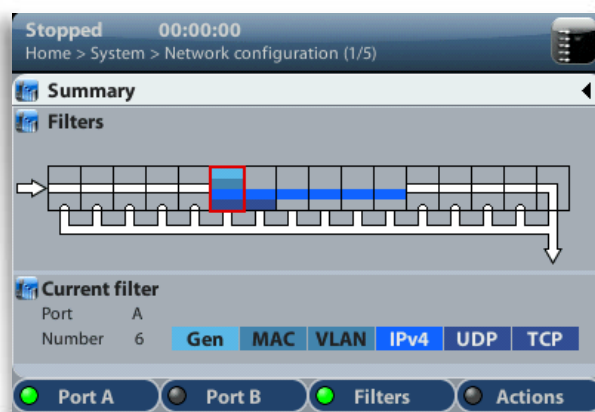 Stopped 00:00:00
Home > System > Network configuration (1/5)
Summary
Filters
Current filter
Port A
Number 6 Gen MAC VLAN IPv4 UDP TCP
Port A Port B Filters Actions